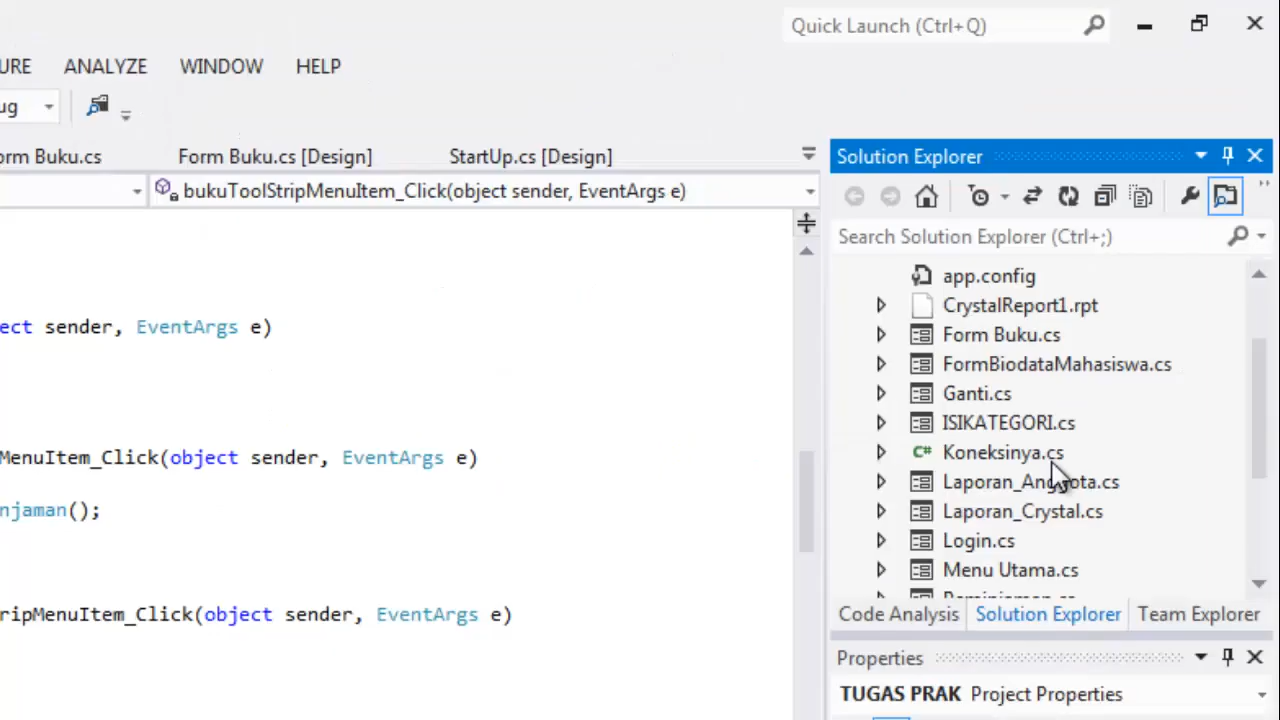 Quick Launch (Ctrl+Q)
URE ANALYZE WINDOW HELP
ug
orm Buku.cs Form Buku.cs [Design] StartUp.cs [Design]
bukuToolStripMenuItem_Click(object sender, EventArgs e)
ect sender, EventArgs e)
MenuItem_Click(object sender, EventArgs e)
njaman();
ripMenuItem_Click(object sender, EventArgs e)
Solution Explorer
Search Solution Explorer (Ctrl+;)
app.config
CrystalReport1.rpt
Form Buku.cs
FormBiodataMahasiswa.cs
Ganti.cs
ISIKATEGORI.cs
C# Koneksinya.cs
Laporan_Anggota.cs
Laporan_Crystal.cs
Login.cs
Menu Utama.cs
Code Analysis Solution Explorer Team Explorer
Properties
TUGAS PRAK Project Properties